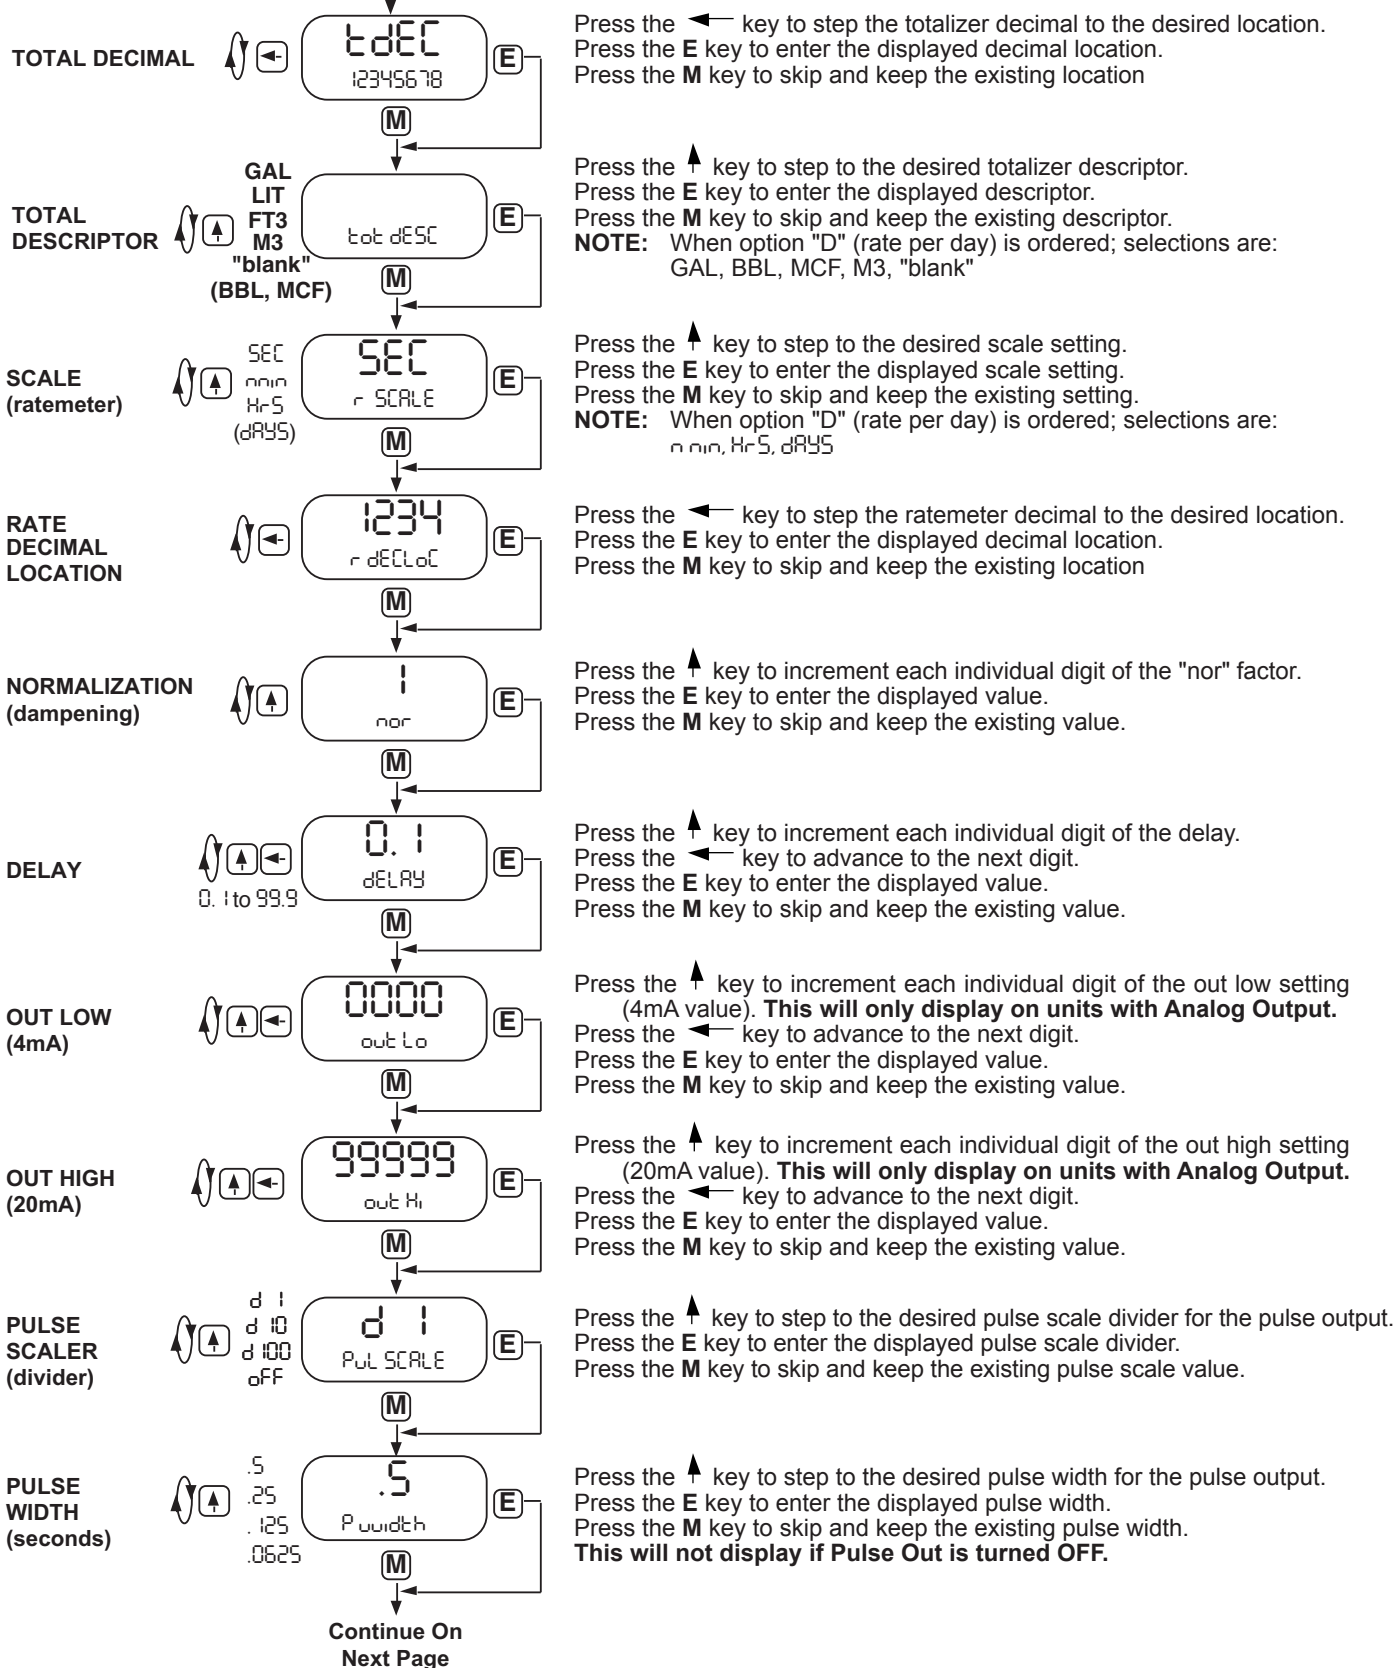 TOTAL DECIMAL
tdEC
12345678
E
M
Press the key to step the totalizer decimal to the desired location.
Press the E key to enter the displayed decimal location.
Press the M key to skip and keep the existing location
TOTAL
DESCRIPTOR
GAL
LIT
FT3
M3
"blank"
(BBL, MCF)
tot dESC
E
M
Press the key to step to the desired totalizer descriptor.
Press the E key to enter the displayed descriptor.
Press the M key to skip and keep the existing descriptor.
NOTE: When option "D" (rate per day) is ordered; selections are:
GAL, BBL, MCF, M3, "blank"
SCALE
(ratemeter)
SEC
nnin
HrS
(dAYS)
SEC
r SCALE
E
M
Press the key to step to the desired scale setting.
Press the E key to enter the displayed scale setting.
Press the M key to skip and keep the existing setting.
NOTE: When option "D" (rate per day) is ordered; selections are:
n nin, HrS, dAYS
RATE
DECIMAL
LOCATION
1234
r dECLoC
E
M
Press the key to step the ratemeter decimal to the desired location.
Press the E key to enter the displayed decimal location.
Press the M key to skip and keep the existing location
NORMALIZATION
(dampening)
1
nor
E
M
Press the key to increment each individual digit of the "nor" factor.
Press the E key to enter the displayed value.
Press the M key to skip and keep the existing value.
DELAY
0.1 to 99.9
0.1
dELAY
E
M
Press the key to increment each individual digit of the delay.
Press the key to advance to the next digit.
Press the E key to enter the displayed value.
Press the M key to skip and keep the existing value.
OUT LOW
(4mA)
0000
out Lo
E
M
Press the key to increment each individual digit of the out low setting
(4mA value). This will only display on units with Analog Output.
Press the key to advance to the next digit.
Press the E key to enter the displayed value.
Press the M key to skip and keep the existing value.
OUT HIGH
(20mA)
99999
out Hi
E
M
Press the key to increment each individual digit of the out high setting
(20mA value). This will only display on units with Analog Output.
Press the key to advance to the next digit.
Press the E key to enter the displayed value.
Press the M key to skip and keep the existing value.
PULSE
SCALER
(divider)
d 1
d 10
d 100
oFF
d 1
PuL SCALE
E
M
Press the key to step to the desired pulse scale divider for the pulse output.
Press the E key to enter the displayed pulse scale divider.
Press the M key to skip and keep the existing pulse scale value.
PULSE
WIDTH
(seconds)
.5
.25
.125
.0625
.5
P uuidth
E
M
Press the key to step to the desired pulse width for the pulse output.
Press the E key to enter the displayed pulse width.
Press the M key to skip and keep the existing pulse width.
This will not display if Pulse Out is turned OFF.
Continue On
Next Page